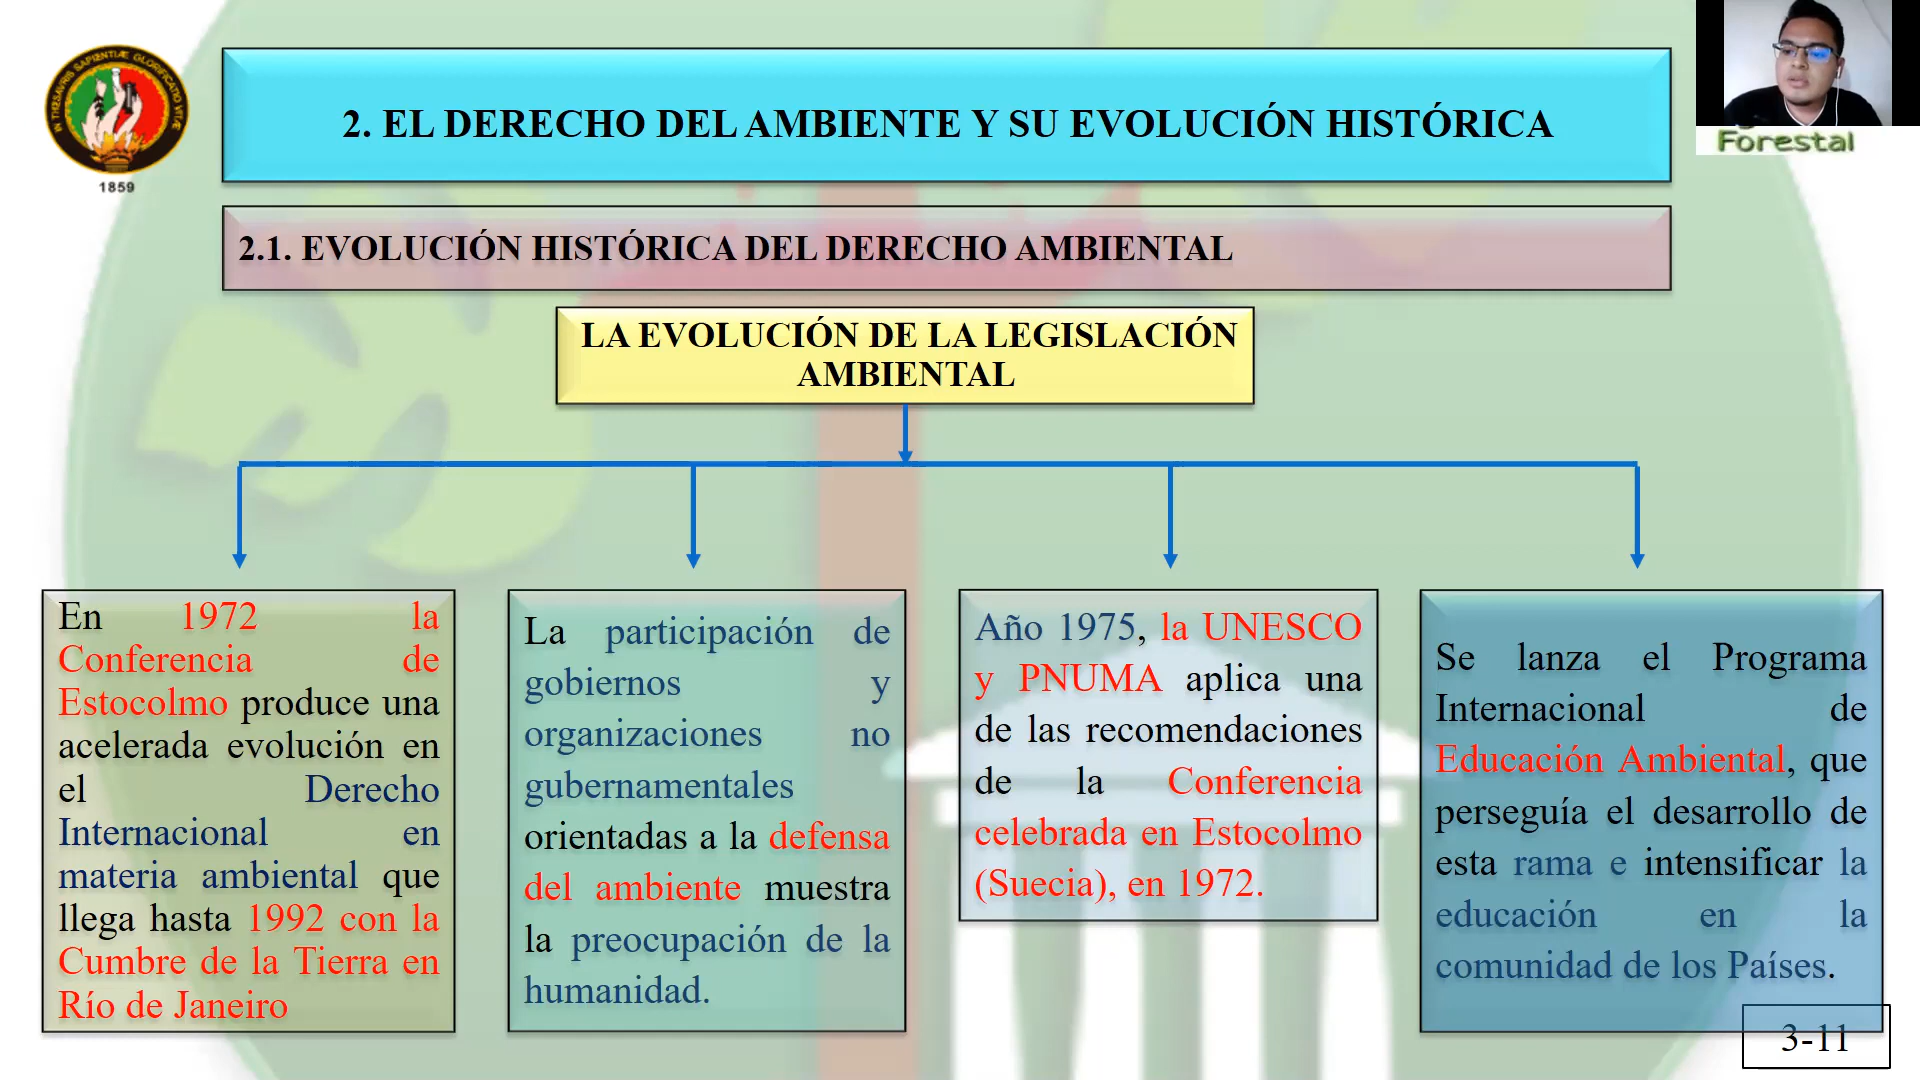 IN THESAVRIS SAPIENTIÆ GLORIFICATIO VITÆ
1859
2. EL DERECHO DEL AMBIENTE Y SU EVOLUCIÓN HISTÓRICA
Forestal
2.1. EVOLUCIÓN HISTÓRICA DEL DERECHO AMBIENTAL
LA EVOLUCIÓN DE LA LEGISLACIÓN
AMBIENTAL
En 1972 la
Conferencia de
Estocolmo produce una
acelerada evolución en
el Derecho
Internacional en
materia ambiental que
llega hasta 1992 con la
Cumbre de la Tierra en
Río de Janeiro
La participación de
gobiernos y
organizaciones no
gubernamentales
orientadas a la defensa
del ambiente muestra
la preocupación de la
humanidad.
Año 1975, la UNESCO
y PNUMA aplica una
de las recomendaciones
de la Conferencia
celebrada en Estocolmo
(Suecia), en 1972.
Se lanza el Programa
Internacional de
Educación Ambiental, que
perseguía el desarrollo de
esta rama e intensificar la
educación en la
comunidad de los Países.
3-11